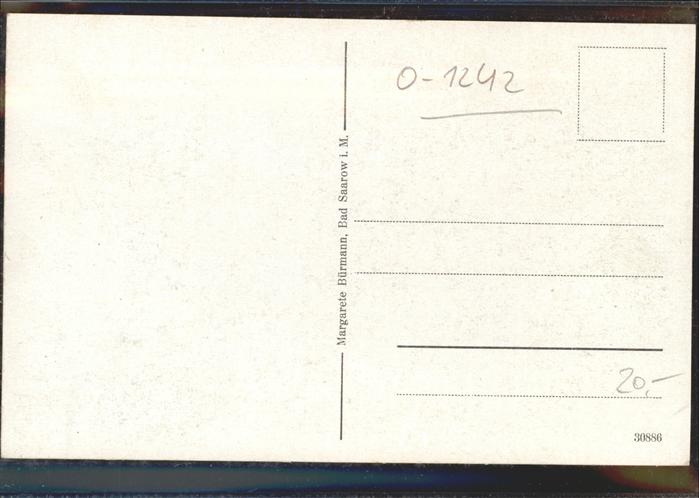 O-1242
Margarete Bürmann, Bad Saarow i. M.
20,-
30886